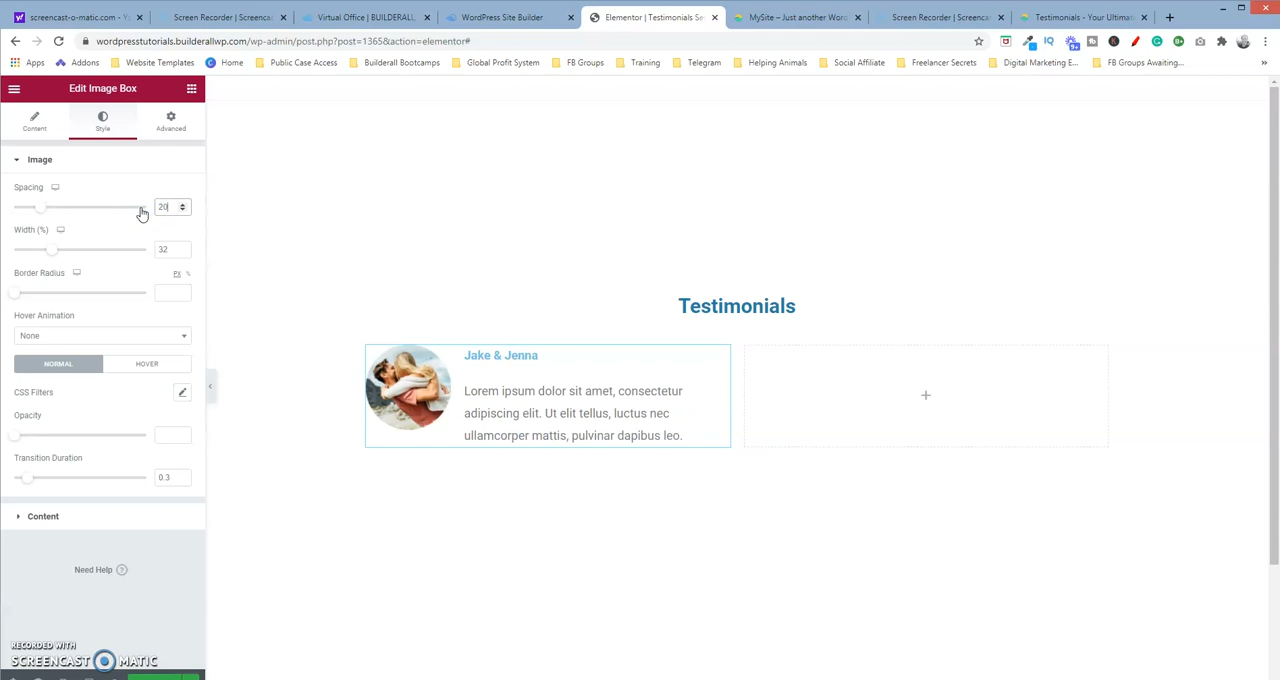 screencast-o-matic.com - Y
Screen Recorder | Screencas
Virtual Office | BUILDERALL
WordPress Site Builder
Elementor | Testimonials Se
MySite – Just another Word
Screen Recorder | Screenca
Testimonials - Your Ultimat
wordpresstutorials.builderallwp.com/wp-admin/post.php?post=1365&action=elementor#
Apps
Addons
Website Templates
Home
Public Case Access
Builderall Bootcamps
Global Profit System
FB Groups
Training
Telegram
Helping Animals
Social Affiliate
Freelancer Secrets
Digital Marketing E...
FB Groups Awaiting...
Edit Image Box
Content
Style
Advanced
Image
Spacing
20
Width (%)
32
Border Radius
PX %
Hover Animation
None
NORMAL
HOVER
CSS Filters
Opacity
Transition Duration
0.3
Content
Need Help
Testimonials
Jake & Jenna
Lorem ipsum dolor sit amet, consectetur
adipiscing elit. Ut elit tellus, luctus nec
ullamcorper mattis, pulvinar dapibus leo.
RECORDED WITH
SCREENCAST MATIC